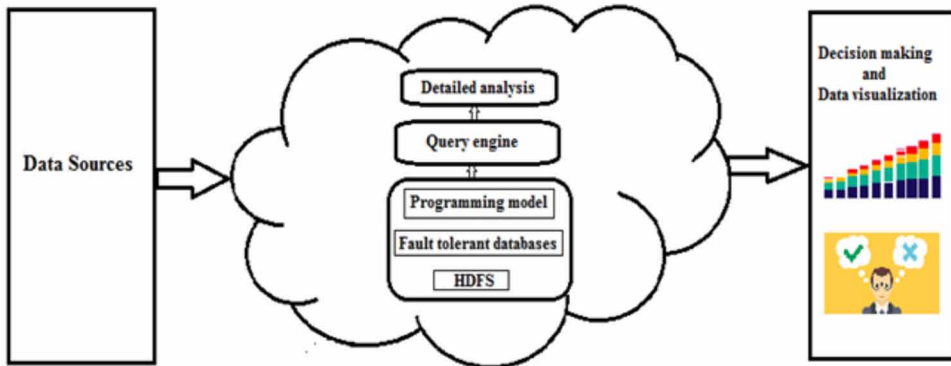 Data Sources
Detailed analysis
Query engine
Programming model
Fault tolerant databases
HDFS
Decision making
and
Data visualization